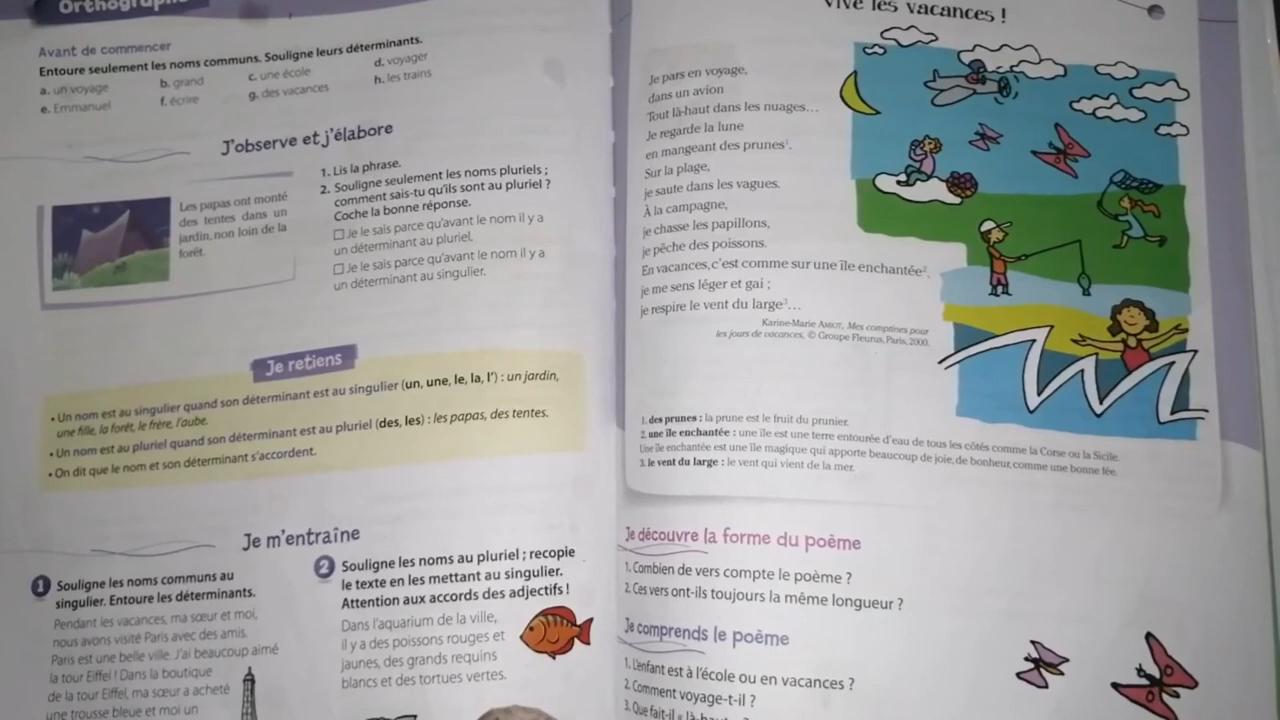 Orthographe
Avant de commencer
Entoure seulement les noms communs. Souligne leurs déterminants.
a. un voyage
b. grand
c. une école
d. voyager
e. Emmanuel
f. écrire
g. des vacances
h. les trains
J'observe et j'élabore
Les papas ont monté
des tentes dans un
jardin, non loin de la
forêt.
1. Lis la phrase.
2. Souligne seulement les noms pluriels ;
comment sais-tu qu'ils sont au pluriel ?
Coche la bonne réponse.
☐ Je le sais parce qu'avant le nom il y a
un déterminant au pluriel.
☐ Je le sais parce qu'avant le nom il y a
un déterminant au singulier.
Je retiens
• Un nom est au singulier quand son déterminant est au singulier (un, une, le, la, l') : un jardin,
une fille, la forêt, le frère, l'aube.
• Un nom est au pluriel quand son déterminant est au pluriel (des, les) : les papas, des tentes.
• On dit que le nom et son déterminant s'accordent.
Je m'entraîne
1 Souligne les noms communs au
singulier. Entoure les déterminants.
Pendant les vacances, ma sœur et moi,
nous avons visité Paris avec des amis.
Paris est une belle ville. J'ai beaucoup aimé
la tour Eiffel ! Dans la boutique
de la tour Eiffel, ma sœur a acheté
une trousse bleue et moi un
2 Souligne les noms au pluriel ; recopie
le texte en les mettant au singulier.
Attention aux accords des adjectifs !
Dans l'aquarium de la ville,
il y a des poissons rouges et
jaunes, des grands requins
blancs et des tortues vertes.
Vive les vacances !
Je pars en voyage,
dans un avion
Tout là-haut dans les nuages...
Je regarde la lune
en mangeant des prunes¹.
Sur la plage,
je saute dans les vagues.
À la campagne,
je chasse les papillons,
je pêche des poissons.
En vacances, c'est comme sur une île enchantée².
je me sens léger et gai ;
je respire le vent du large³...
Karine-Marie Amiot, Mes comptines pour
les jours de vacances, © Groupe Fleurus, Paris, 2000.
1. des prunes : la prune est le fruit du prunier.
2. une île enchantée : une île est une terre entourée d'eau de tous les côtés comme la Corse ou la Sicile.
Une île enchantée est une île magique qui apporte beaucoup de joie, de bonheur, comme une bonne fée.
3. le vent du large : le vent qui vient de la mer.
Je découvre la forme du poème
1. Combien de vers compte le poème ?
2. Ces vers ont-ils toujours la même longueur ?
Je comprends le poème
1. L'enfant est à l'école ou en vacances ?
2. Comment voyage-t-il ?
3. Que fait-il « là-